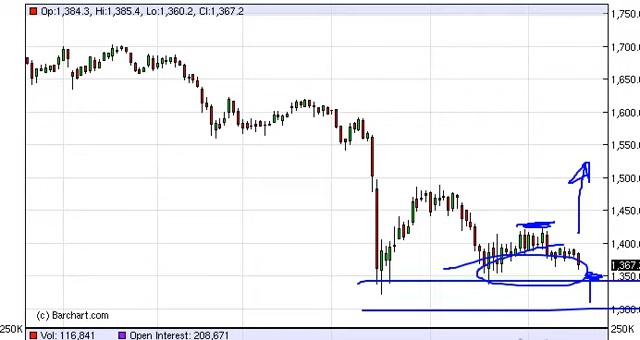 Op:1,384.3, Hi:1,385.4, Lo:1,360.2, Cl:1,367.2
1,750.
1,700.
1,650.
1,600.
1,550.
1,500.
1,450.
1,400.
1,367.2
1,350.
1,300.
(c) Barchart.com
250K
250K
Vol: 116,841
Open Interest: 208,671